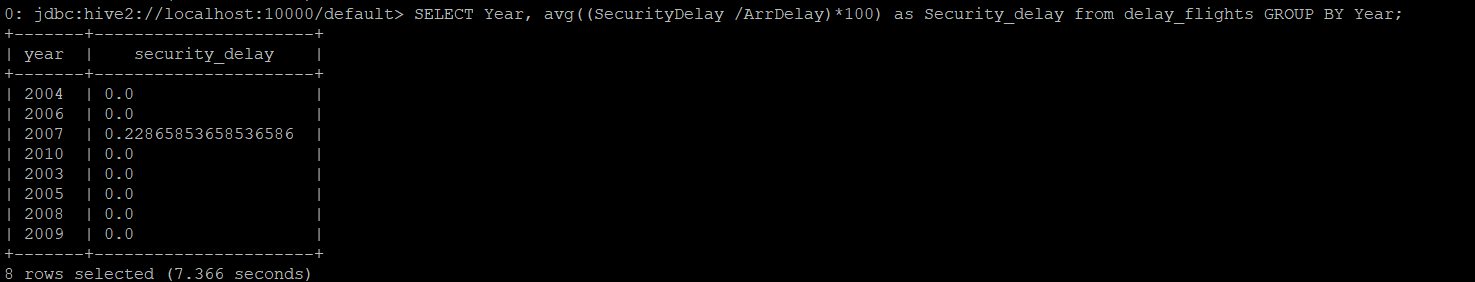 0: jdbc:hive2://localhost:10000/default> SELECT Year, avg((SecurityDelay /ArrDelay)*100) as Security_delay from delay_flights GROUP BY Year;
+-------+----------------------+
| year  |    security_delay    |
+-------+----------------------+
| 2004  | 0.0                  |
| 2006  | 0.0                  |
| 2007  | 0.22865853658536586  |
| 2010  | 0.0                  |
| 2003  | 0.0                  |
| 2005  | 0.0                  |
| 2008  | 0.0                  |
| 2009  | 0.0                  |
+-------+----------------------+
8 rows selected (7.366 seconds)